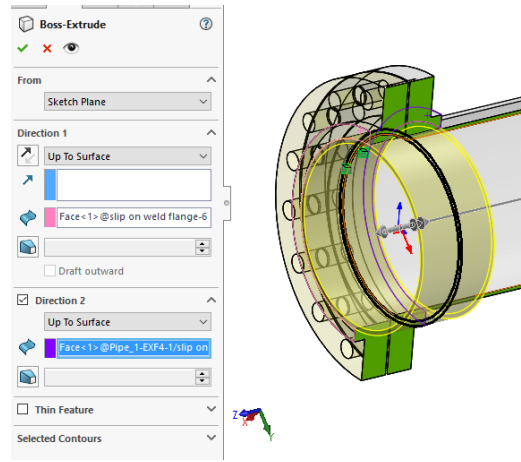 Boss-Extrude
From
Sketch Plane
Direction 1
Up To Surface
Face<1>@slip on weld flange-6
Draft outward
Direction 2
Up To Surface
Face<1>@Pipe_1-EXF4-1/slip on
Thin Feature
Selected Contours
Z
X
Y